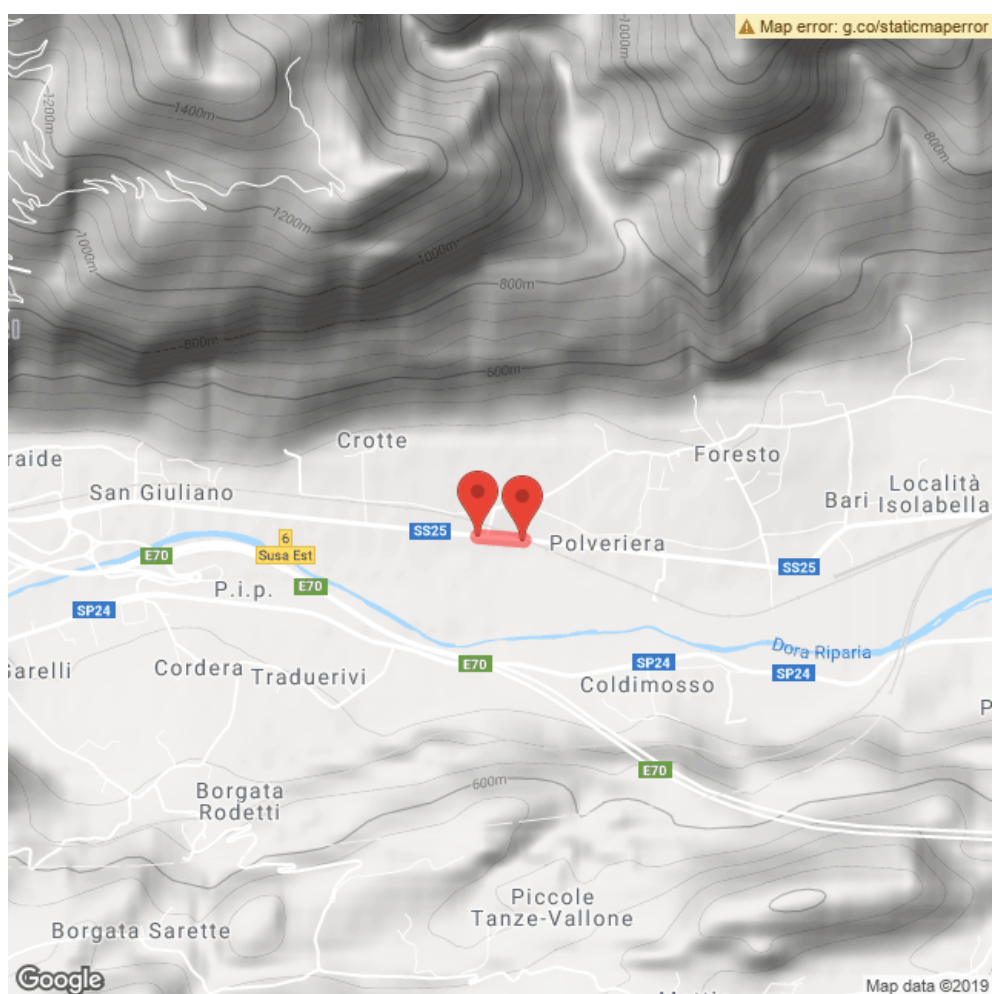 Map error: g.co/staticmaperror
1000m
1200m
1400m
800m
1200m
1000m
1000m
800m
800m
600m
Crotte
raide
Foresto
San Giuliano
Località
Isolabella
Bari
SS25
6
Susa Est
Polveriera
E70
SS25
E70
P.i.p.
SP24
Dora Riparia
Cordera
Traduerivi
E70
SP24
SP24
Coldimosso
P
E70
600m
Borgata
Rodetti
Piccole
Tanze-Vallone
Borgata Sarette
Google
Map data ©2019